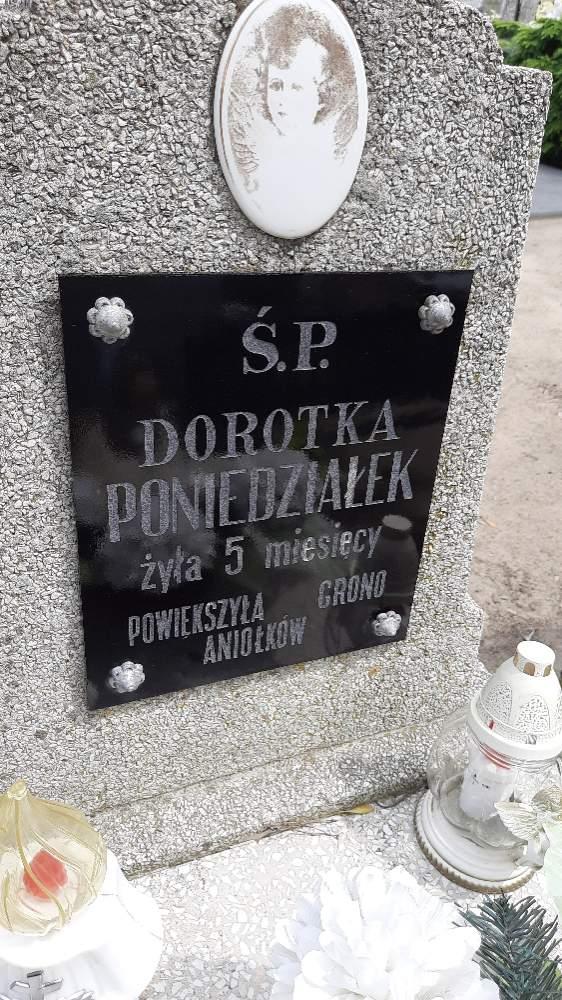 Ś.P.
DOROTKA
PONIEDZIAŁEK
żyła 5 miesięcy
POWIĘKSZYŁA GRONO
ANIOŁKÓW